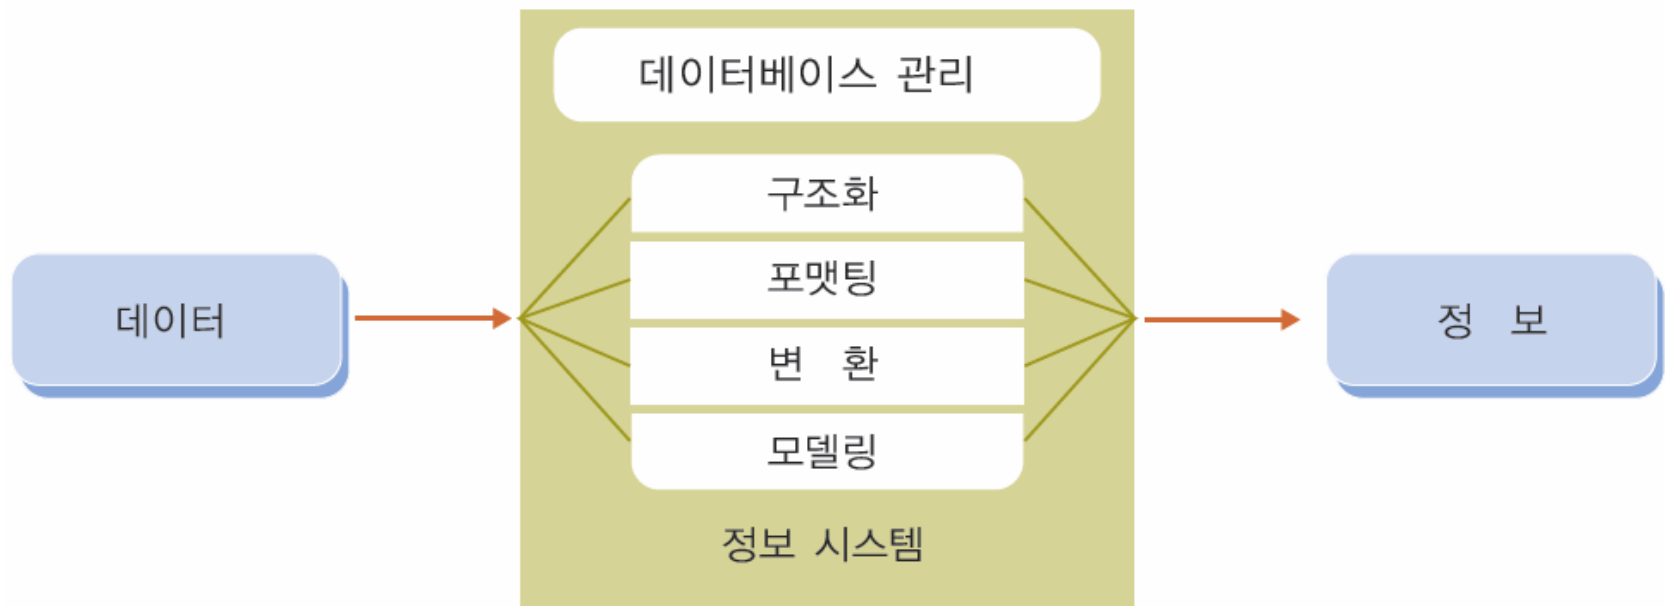 데이터베이스 관리
구조화
포맷팅
변 환
모델링
정보 시스템
데이터
정 보